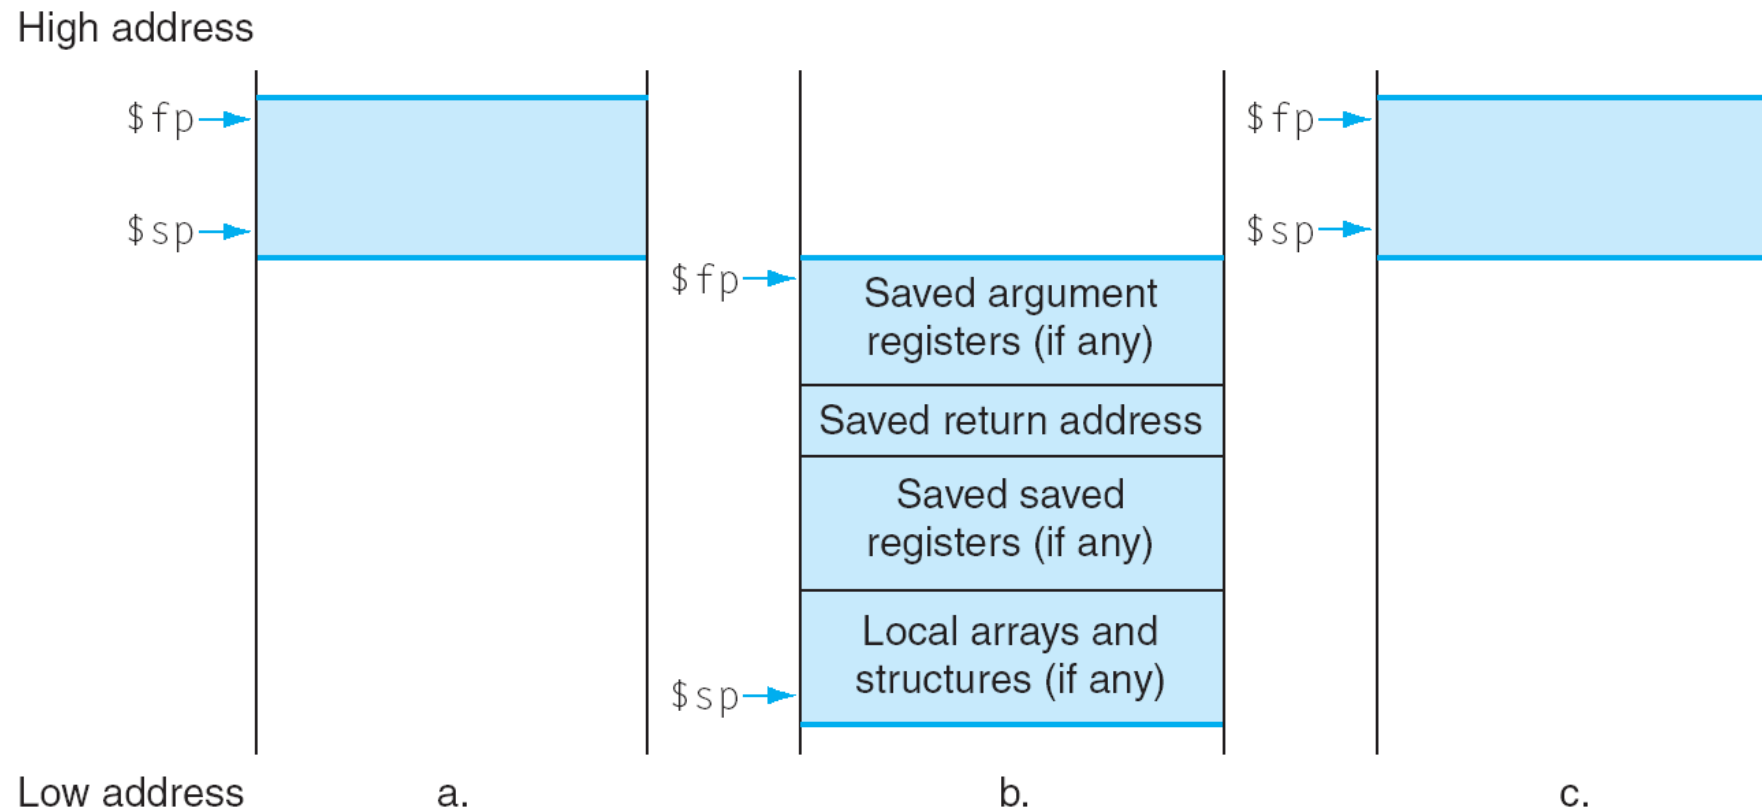 High address
$fp
$sp
$fp
Saved argument
registers (if any)
Saved return address
Saved saved
registers (if any)
Local arrays and
structures (if any)
$sp
$fp
$sp
Low address
a.
b.
c.